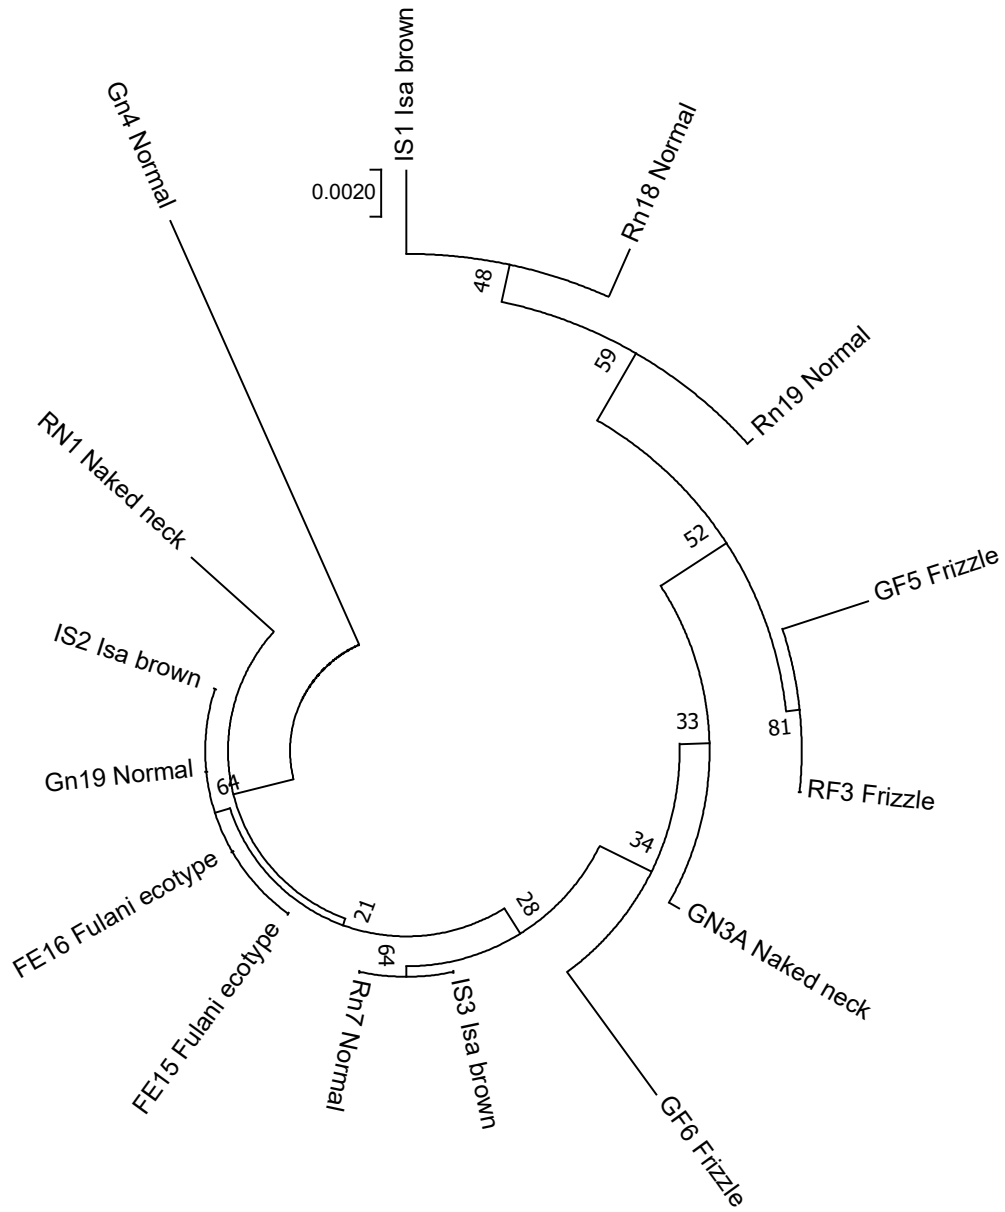 IS1 Isa brown
Rn18 Normal
Rn19 Normal
GF5 Frizzle
RF3 Frizzle
GN3A Naked neck
GF6 Frizzle
IS3 Isa brown
Rn7 Normal
FE15 Fulani ecotype
FE16 Fulani ecotype
Gn19 Normal
IS2 Isa brown
RN1 Naked neck
Gn4 Normal
48
59
52
81
33
34
28
64
21
64
0.0020